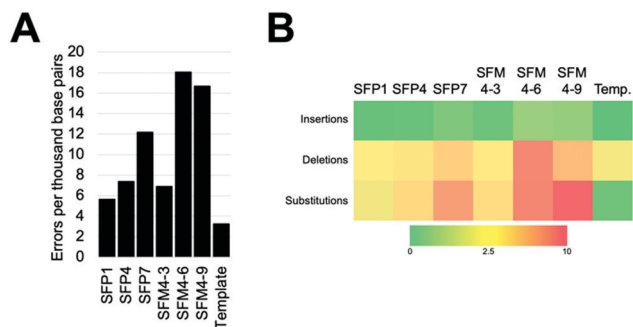 A
Errors per thousand base pairs
20
18
16
14
12
10
8
6
4
2
0
SFP1
SFP4
SFP7
SFM4-3
SFM4-6
SFM4-9
Template
B
SFP1 SFP4 SFP7 SFM 4-3 SFM 4-6 SFM 4-9 Temp.
Insertions
Deletions
Substitutions
0 2.5 10